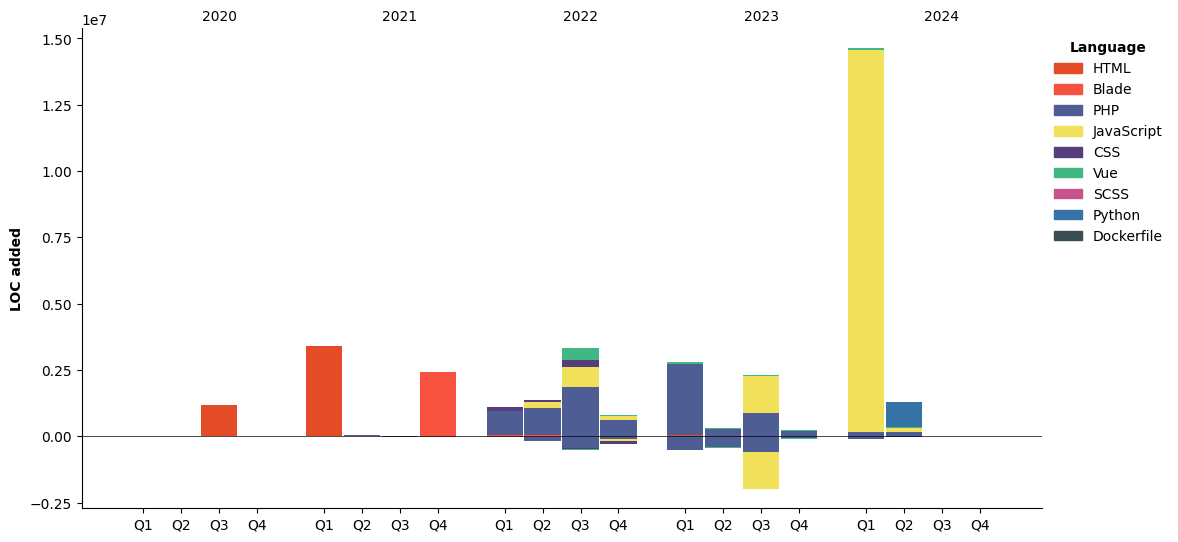 2020 2021 2022 2023 2024
1e7
1.50
1.25
1.00
0.75
0.50
0.25
0.00
−0.25
LOC added
Q1 Q2 Q3 Q4 Q1 Q2 Q3 Q4 Q1 Q2 Q3 Q4 Q1 Q2 Q3 Q4 Q1 Q2 Q3 Q4
Language
HTML
Blade
PHP
JavaScript
CSS
Vue
SCSS
Python
Dockerfile